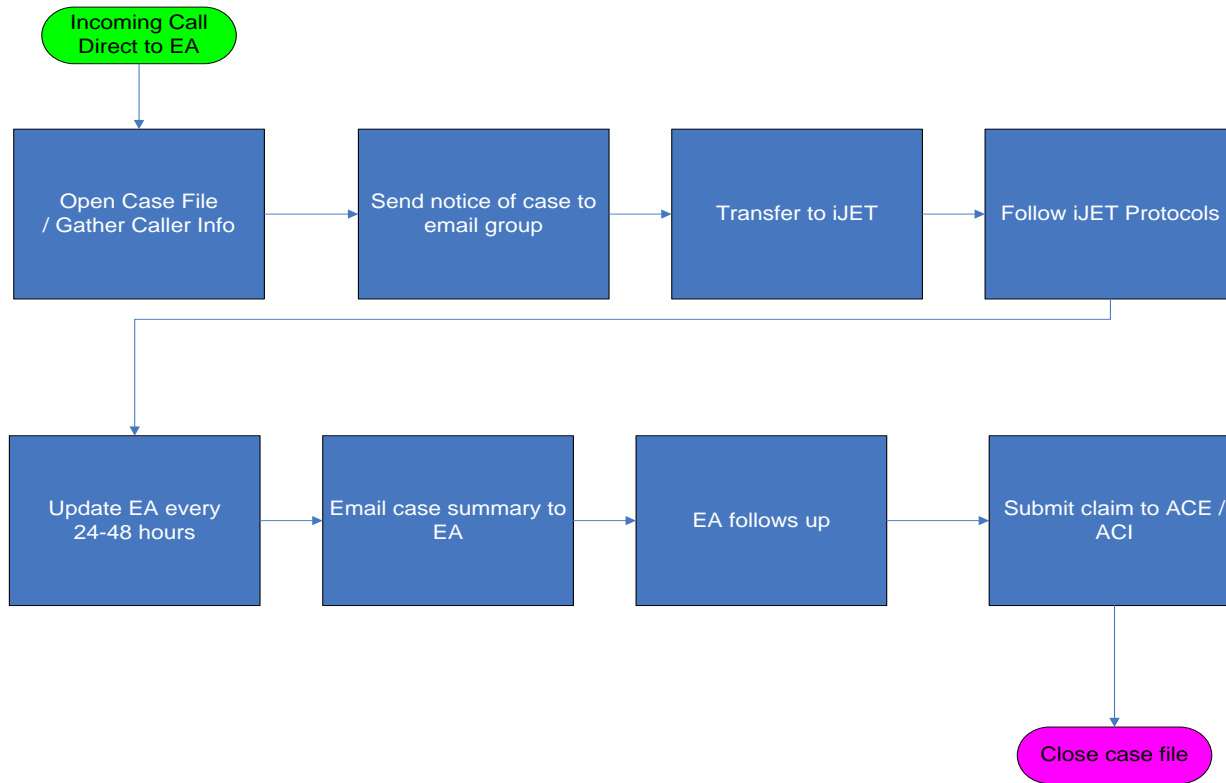 Incoming Call
Direct to EA
Open Case File
/ Gather Caller Info
Send notice of case to
email group
Transfer to iJET
Follow iJET Protocols
Update EA every
24-48 hours
Email case summary to
EA
EA follows up
Submit claim to ACE /
ACI
Close case file